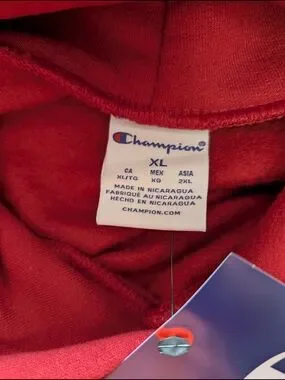 Champion
XL
CA MEX ASIA
XL/TG XG 2XL
MADE IN NICARAGUA
FABRIQUÉ AU NICARAGUA
HECHO EN NICARAGUA
CHAMPION.COM